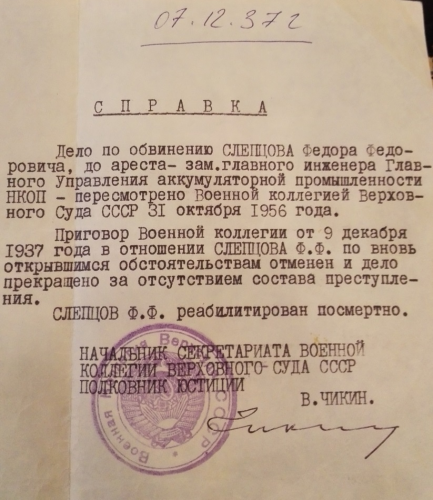 07.12.37г
СПРАВКА
Дело по обвинению СЛЕПЦОВА Федора Федо-
ровича, до ареста- зам.главного инженера Глав-
ного Управления аккумуляторной промышленности
НКОП - пересмотрено Военной коллегией Верхов-
ного Суда СССР 31 октября 1956 года.
Приговор Военной коллегии от 9 декабря
1937 года в отношении СЛЕПЦОВА Ф.Ф. по вновь
открывшимся обстоятельствам отменен и дело
прекращено за отсутствием состава преступле-
ния.
СЛЕПЦОВ Ф.Ф. реабилитирован посмертно.
НАЧАЛЬНИК СЕКРЕТАРИАТА ВОЕННОЙ
КОЛЛЕГИИ ВЕРХОВНОГО СУДА СССР
ПОЛКОВНИК ЮСТИЦИИ
В.ЧИКИН.
Военная